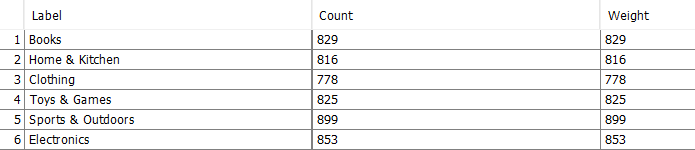 Label Count Weight
1 Books 829 829
2 Home & Kitchen 816 816
3 Clothing 778 778
4 Toys & Games 825 825
5 Sports & Outdoors 899 899
6 Electronics 853 853